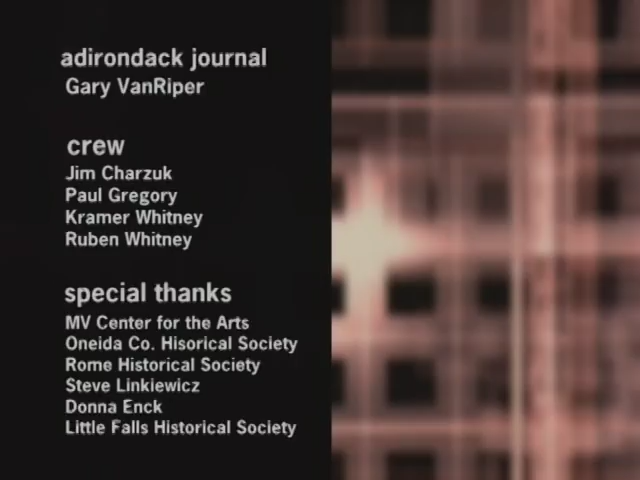 adirondack journal
Gary VanRiper
crew
Jim Charzuk
Paul Gregory
Kramer Whitney
Ruben Whitney
special thanks
MV Center for the Arts
Oneida Co. Hisorical Society
Rome Historical Society
Steve Linkiewicz
Donna Enck
Little Falls Historical Society